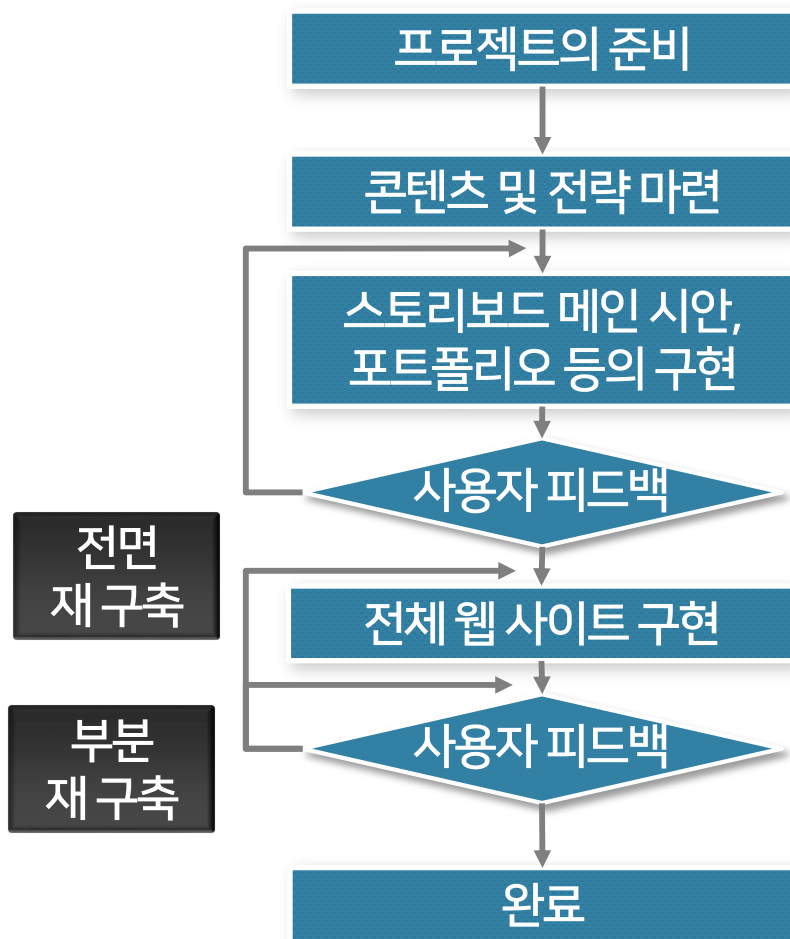 프로젝트의 준비
콘텐츠 및 전략 마련
스토리보드 메인 시안,
포트폴리오 등의 구현
사용자 피드백
전면
재 구축
전체 웹 사이트 구현
부분
재 구축
사용자 피드백
완료